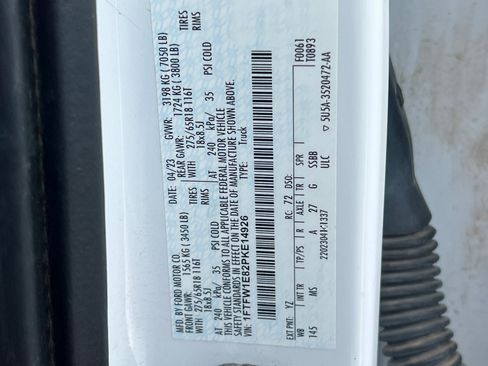 MFD. BY FORD MOTOR CO.
DATE: 04/23 GVWR: 3198 KG ( 7050 LB)
FRONT GAWR: 1565 KG ( 3450 LB) REAR GAWR: 1724 KG ( 3800 LB)
WITH 275/65R18 116T TIRES WITH 275/65R18 116T TIRES
18x8.5J RIMS 18x8.5J RIMS
AT 240 kPa/ 35 PSI COLD AT 240 kPa/ 35 PSI COLD
THIS VEHICLE CONFORMS TO ALL APPLICABLE FEDERAL MOTOR VEHICLE
SAFETY STANDARDS IN EFFECT ON THE DATE OF MANUFACTURE SHOWN ABOVE.
VIN: 1FTFW1E82PKE14926 TYPE: Truck
F0061
T0893
EXT PNT: YZ RC: 72 DSO:
WB INT TR TP/PS R AXLE TR SPR
145 MS A 27 G SSBB
ULC
22023041C1337
▽ 5U5A-3520472-AA